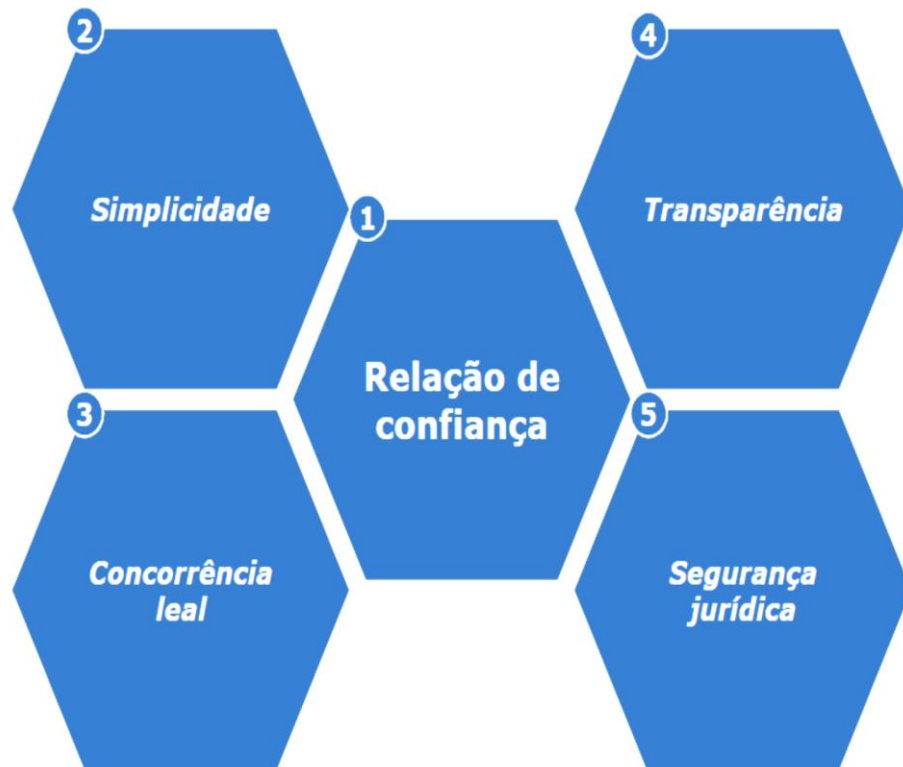 1
Relação de
confiança
2
Simplicidade
3
Concorrência
leal
4
Transparência
5
Segurança
jurídica